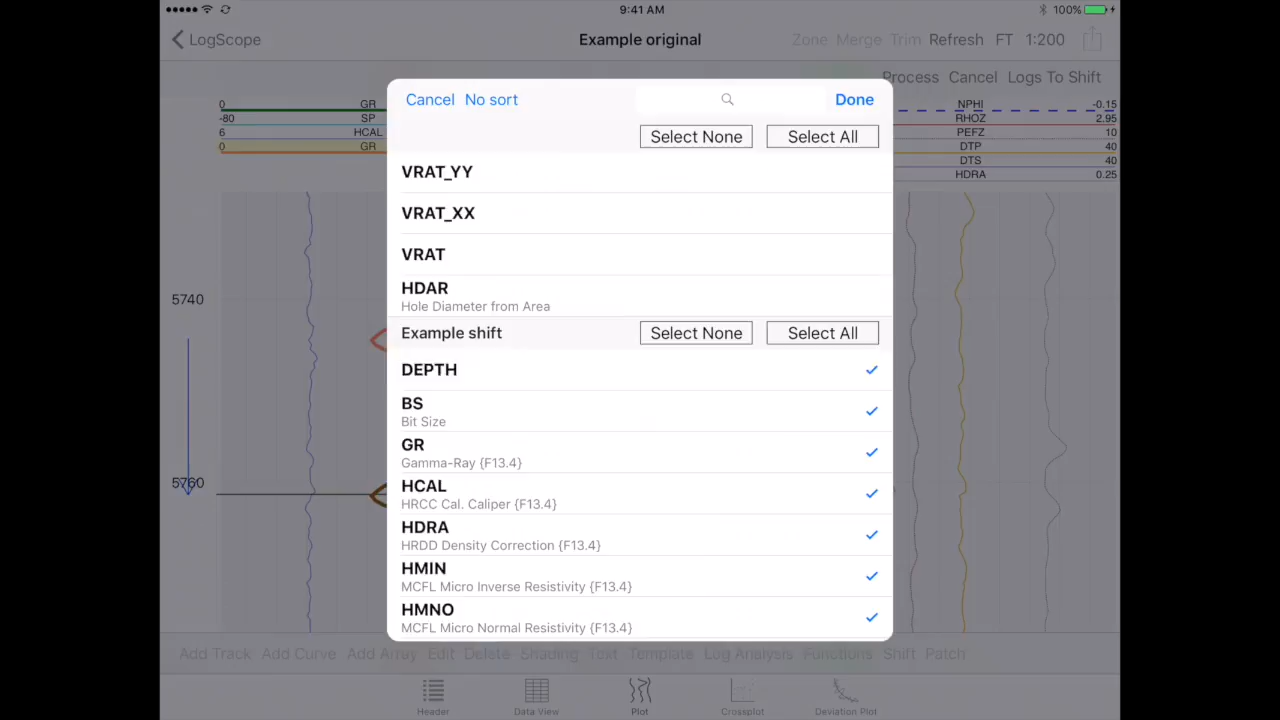 9:41 AM
100%
LogScope
Example original
Zone Merge Trim Refresh FT 1:200
Process Cancel Logs To Shift
Cancel No sort
Done
Select None Select All
0 GR
-80 SP
6 HCAL
0 GR
NPHI -0.15
RHOZ 2.95
PEFZ 10
DTP 40
DTS 40
HDRA 0.25
VRAT_YY
VRAT_XX
VRAT
HDAR
Hole Diameter from Area
5740
Example shift Select None Select All
DEPTH
BS
Bit Size
GR
Gamma-Ray {F13.4}
5760
HCAL
HRCC Cal. Caliper {F13.4}
HDRA
HRDD Density Correction {F13.4}
HMIN
MCFL Micro Inverse Resistivity {F13.4}
HMNO
MCFL Micro Normal Resistivity {F13.4}
Add Track Add Curve Add Array Edit Delete Shading Text Template Log Analysis Functions Shift Patch
Header Data View Plot Crossplot Deviation Plot